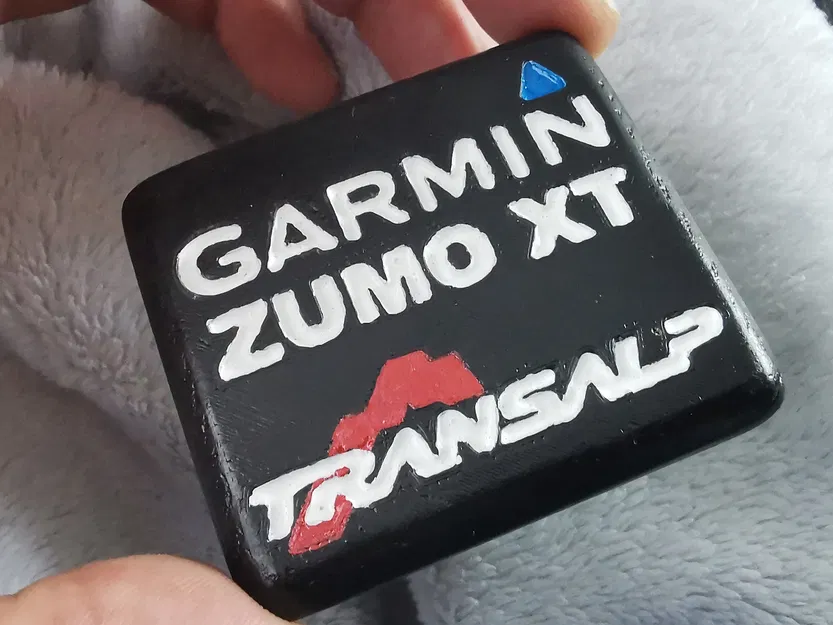 GARMIN
ZUMO XT
TRANSALP